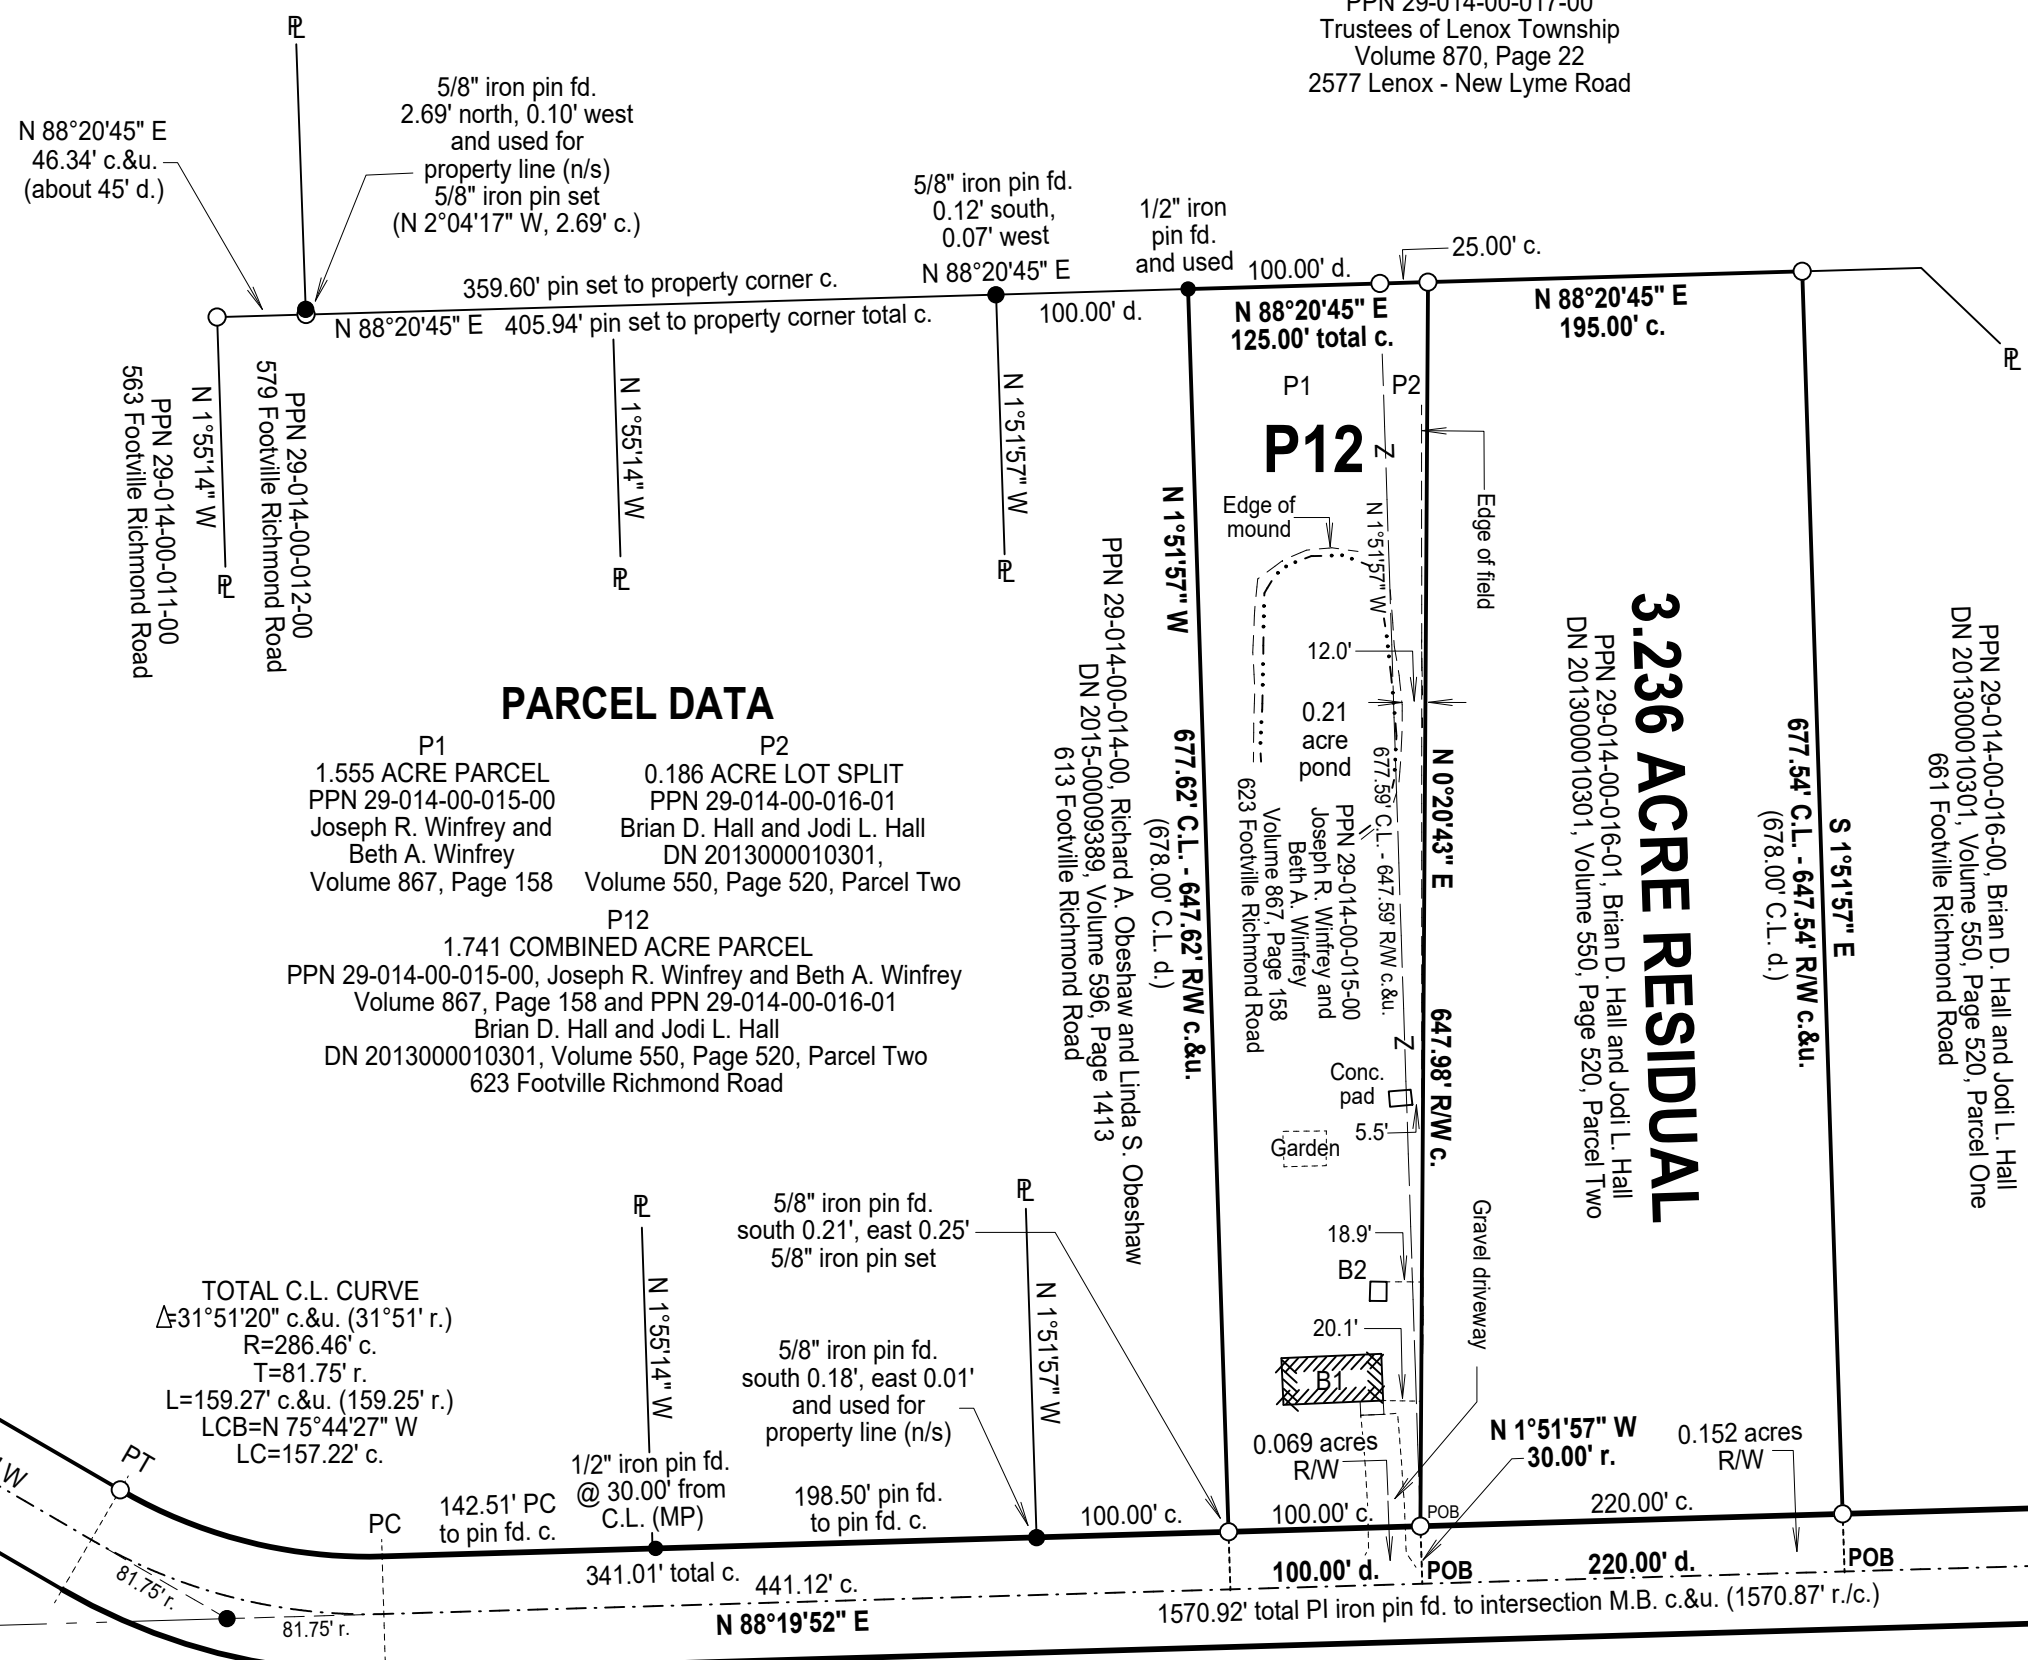 PPN 29-014-00-017-00
Trustees of Lenox Township
Volume 870, Page 22
2577 Lenox - New Lyme Road
PL
5/8" iron pin fd.
2.69' north, 0.10' west
and used for
property line (n/s)
5/8" iron pin set
(N 2°04'17" W, 2.69' c.)
N 88°20'45" E
46.34' c.&u.
(about 45' d.)
5/8" iron pin fd.
0.12' south,
0.07' west
N 88°20'45" E
1/2" iron
pin fd.
and used
100.00' d.
25.00' c.
359.60' pin set to property corner c.
N 88°20'45" E 405.94' pin set to property corner total c.
100.00' d.
N 88°20'45" E
125.00' total c.
N 88°20'45" E
195.00' c.
PL
P1
P2
P12
PPN 29-014-00-011-00
563 Footville Richmond Road
N 1°55'14" W
PL
PPN 29-014-00-012-00
579 Footville Richmond Road
N 1°55'14" W
PL
N 1°51'57" W
PL
N 1°51'57" W
677.62' C.L. - 647.62' R/W c.&u.
(678.00' C.L. d.)
PPN 29-014-00-014-00, Richard A. Obeshaw and Linda S. Obeshaw
DN 2015-00009389, Volume 596, Page 1413
613 Footville Richmond Road
Z
N 1°51'57" W
677.59' C.L. - 647.59' R/W c.&u.
Z
Edge of
mound
Edge of field
12.0'
0.21
acre
pond
PPN 29-014-00-015-00
Joseph R. Winfrey and
Beth A. Winfrey
Volume 867, Page 158
623 Footville Richmond Road
N 0°20'43" E
647.98' R/W c.
3.236 ACRE RESIDUAL
PPN 29-014-00-016-01, Brian D. Hall and Jodi L. Hall
DN 2013000010301, Volume 550, Page 520, Parcel Two
S 1°51'57" E
677.54' C.L. - 647.54' R/W c.&u.
(678.00' C.L. d.)
PPN 29-014-00-016-00, Brian D. Hall and Jodi L. Hall
DN 2013000010301, Volume 550, Page 520, Parcel One
661 Footville Richmond Road
PARCEL DATA
P1
1.555 ACRE PARCEL
PPN 29-014-00-015-00
Joseph R. Winfrey and
Beth A. Winfrey
Volume 867, Page 158
P2
0.186 ACRE LOT SPLIT
PPN 29-014-00-016-01
Brian D. Hall and Jodi L. Hall
DN 2013000010301,
Volume 550, Page 520, Parcel Two
P12
1.741 COMBINED ACRE PARCEL
PPN 29-014-00-015-00, Joseph R. Winfrey and Beth A. Winfrey
Volume 867, Page 158 and PPN 29-014-00-016-01
Brian D. Hall and Jodi L. Hall
DN 2013000010301, Volume 550, Page 520, Parcel Two
623 Footville Richmond Road
Conc.
pad
5.5'
Garden
18.9'
B2
20.1'
B1
Gravel driveway
5/8" iron pin fd.
south 0.21', east 0.25'
5/8" iron pin set
PL
N 1°55'14" W
PL
N 1°51'57" W
5/8" iron pin fd.
south 0.18', east 0.01'
and used for
property line (n/s)
TOTAL C.L. CURVE
Δ=31°51'20" c.&u. (31°51' r.)
R=286.46' c.
T=81.75' r.
L=159.27' c.&u. (159.25' r.)
LCB=N 75°44'27" W
LC=157.22' c.
PT
W
PC
142.51' PC
to pin fd. c.
1/2" iron pin fd.
@ 30.00' from
C.L. (MP)
198.50' pin fd.
to pin fd. c.
100.00' c.
100.00' c.
0.069 acres
R/W
N 1°51'57" W
30.00' r.
0.152 acres
R/W
POB
220.00' c.
341.01' total c.
441.12' c.
100.00' d.
POB
220.00' d.
POB
81.75' r.
81.75' r.
N 88°19'52" E
1570.92' total PI iron pin fd. to intersection M.B. c.&u. (1570.87' r./c.)